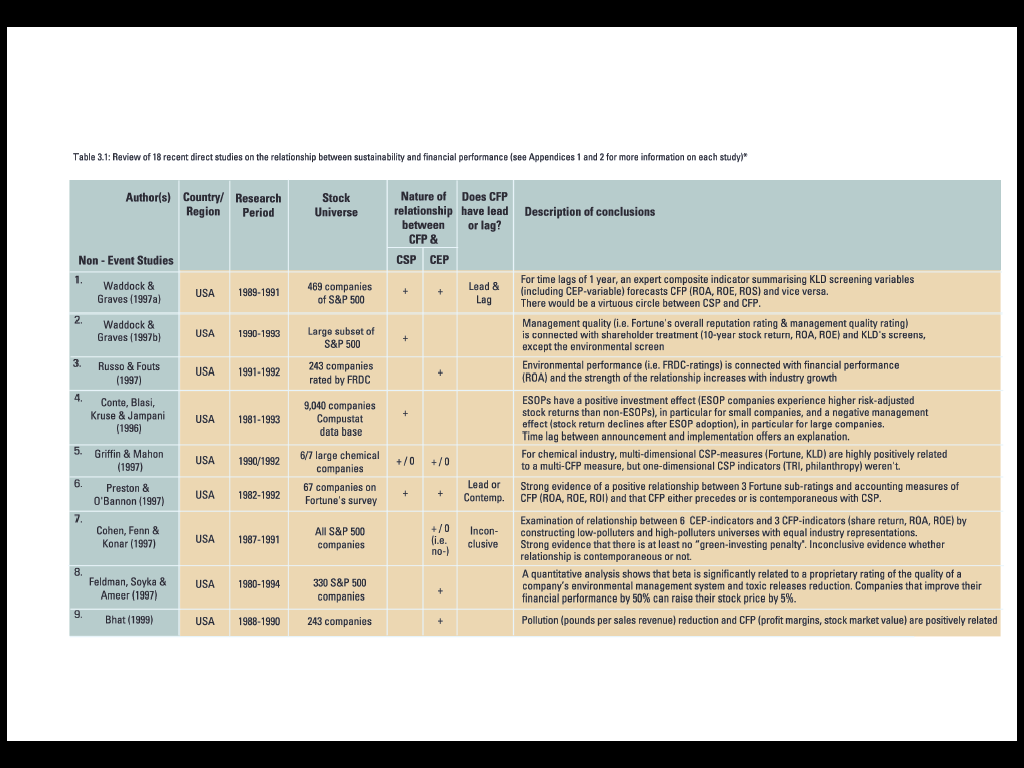 Table 3.1: Review of 18 recent direct studies on the relationship between sustainability and financial performance (see Appendices 1 and 2 for more information on each study)*
Author(s)
Non - Event Studies
Country/
Region
Research
Period
Stock
Universe
Nature of
relationship
between
CFP &
CSP
CEP
Does CFP
have lead
or lag?
Description of conclusions
1.
Waddock &
Graves (1997a)
USA
1989-1991
469 companies
of S&P 500
+
+
Lead &
Lag
For time lags of 1 year, an expert composite indicator summarising KLD screening variables
(including CEP-variable) forecasts CFP (ROA, ROE, ROS) and vice versa.
There would be a virtuous circle between CSP and CFP.
2.
Waddock &
Graves (1997b)
USA
1990-1993
Large subset of
S&P 500
+
Management quality (i.e. Fortune's overall reputation rating & management quality rating)
is connected with shareholder treatment (10-year stock return, ROA, ROE) and KLD's screens,
except the environmental screen
3.
Russo & Fouts
(1997)
USA
1991-1992
243 companies
rated by FRDC
+
Environmental performance (i.e. FRDC-ratings) is connected with financial performance
(ROA) and the strength of the relationship increases with industry growth
4.
Conte, Blasi,
Kruse & Jampani
(1996)
USA
1981-1993
9,040 companies
Compustat
data base
+
ESOPs have a positive investment effect (ESOP companies experience higher risk-adjusted
stock returns than non-ESOPs), in particular for small companies, and a negative management
effect (stock return declines after ESOP adoption), in particular for large companies.
Time lag between announcement and implementation offers an explanation.
5.
Griffin & Mahon
(1997)
USA
1990/1992
6/7 large chemical
companies
+ / 0
+ / 0
For chemical industry, multi-dimensional CSP-measures (Fortune, KLD) are highly positively related
to a multi-CFP measure, but one-dimensional CSP indicators (TRI, philanthropy) weren't.
6.
Preston &
O'Bannon (1997)
USA
1982-1992
67 companies on
Fortune's survey
+
+
Lead or
Contemp.
Strong evidence of a positive relationship between 3 Fortune sub-ratings and accounting measures of
CFP (ROA, ROE, ROI) and that CFP either precedes or is contemporaneous with CSP.
7.
Cohen, Fenn &
Konar (1997)
USA
1987-1991
All S&P 500
companies
+ / 0
(i.e.
no-)
Incon-
clusive
Examination of relationship between 6 CEP-indicators and 3 CFP-indicators (share return, ROA, ROE) by
constructing low-polluters and high-polluters universes with equal industry representations.
Strong evidence that there is at least no "green-investing penalty". Inconclusive evidence whether
relationship is contemporaneous or not.
8.
Feldman, Soyka &
Ameer (1997)
USA
1980-1994
330 S&P 500
companies
+
A quantitative analysis shows that beta is significantly related to a proprietary rating of the quality of a
company's environmental management system and toxic releases reduction. Companies that improve their
financial performance by 50% can raise their stock price by 5%.
9.
Bhat (1999)
USA
1988-1990
243 companies
+
Pollution (pounds per sales revenue) reduction and CFP (profit margins, stock market value) are positively related